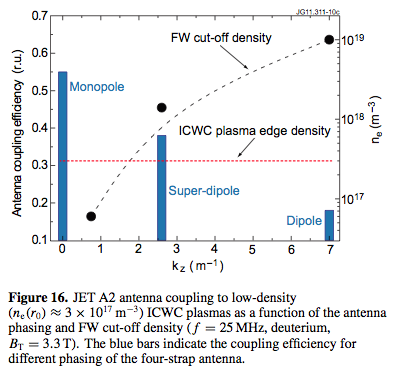 JG11.311-10c
0.7
0.6
0.5
0.4
0.3
0.2
0.1
Antenna coupling efficiency (r.u.)
Monopole
FW cut-off density
ICWC plasma edge density
Super-dipole
Dipole
10^19
10^18
10^17
n_e (m^−3)
0 1 2 3 4 5 6 7
k_z (m^−1)
Figure 16. JET A2 antenna coupling to low-density
(n_e(r_0) ≈ 3 × 10^17 m^−3) ICWC plasmas as a function of the antenna
phasing and FW cut-off density (f = 25 MHz, deuterium,
B_T = 3.3 T). The blue bars indicate the coupling efficiency for
different phasing of the four-strap antenna.